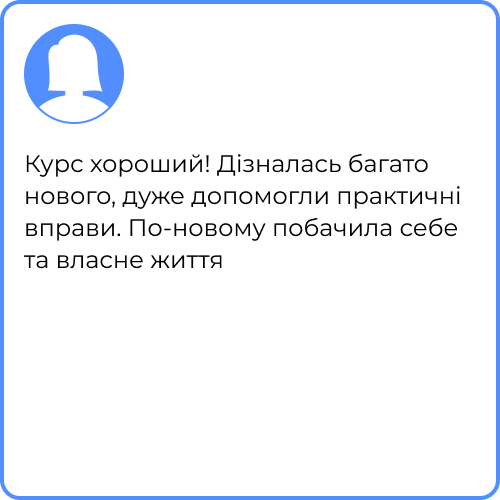 Курс хороший! Дізналась багато
нового, дуже допомогли практичні
вправи. По-новому побачила себе
та власне життя